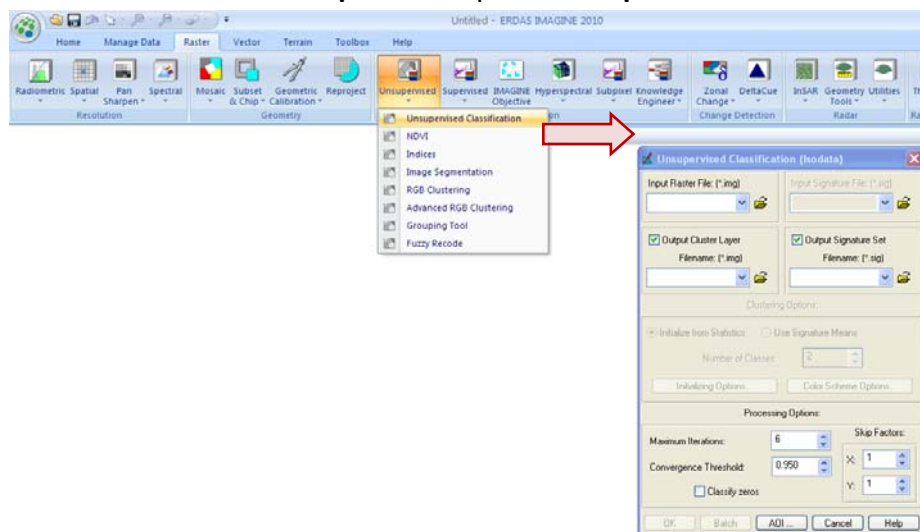 Untitled - ERDAS IMAGINE 2010
Home Manage Data Raster Vector Terrain Toolbox Help
Radiometric Spatial Pan Sharpen Spectral Mosaic Subset & Chip Geometric Calibration Reproject Unsupervised Supervised IMAGINE Objective Hyperspectral Subpixel Knowledge Engineer Zonal Change DeltaCue InSAR Geometry Tools Utilities Th
Resolution Geometry on Change Detection Radar Ra
Unsupervised Classification
NDVI
Indices
Image Segmentation
RGB Clustering
Advanced RGB Clustering
Grouping Tool
Fuzzy Recode
Unsupervised Classification (Isodata)
Input Raster File: (*.img) Input Signature File: (*.sig)
Output Cluster Layer Output Signature Set
Filename: (*.img) Filename: (*.sig)
Clustering Options:
Initialize from Statistics Use Signature Means
Number of Classes: 2
Initializing Options... Color Scheme Options...
Processing Options:
Maximum Iterations: 6 Skip Factors:
Convergence Threshold: 0.950 X: 1
Classify zeros Y: 1
OK Batch AOI ... Cancel Help